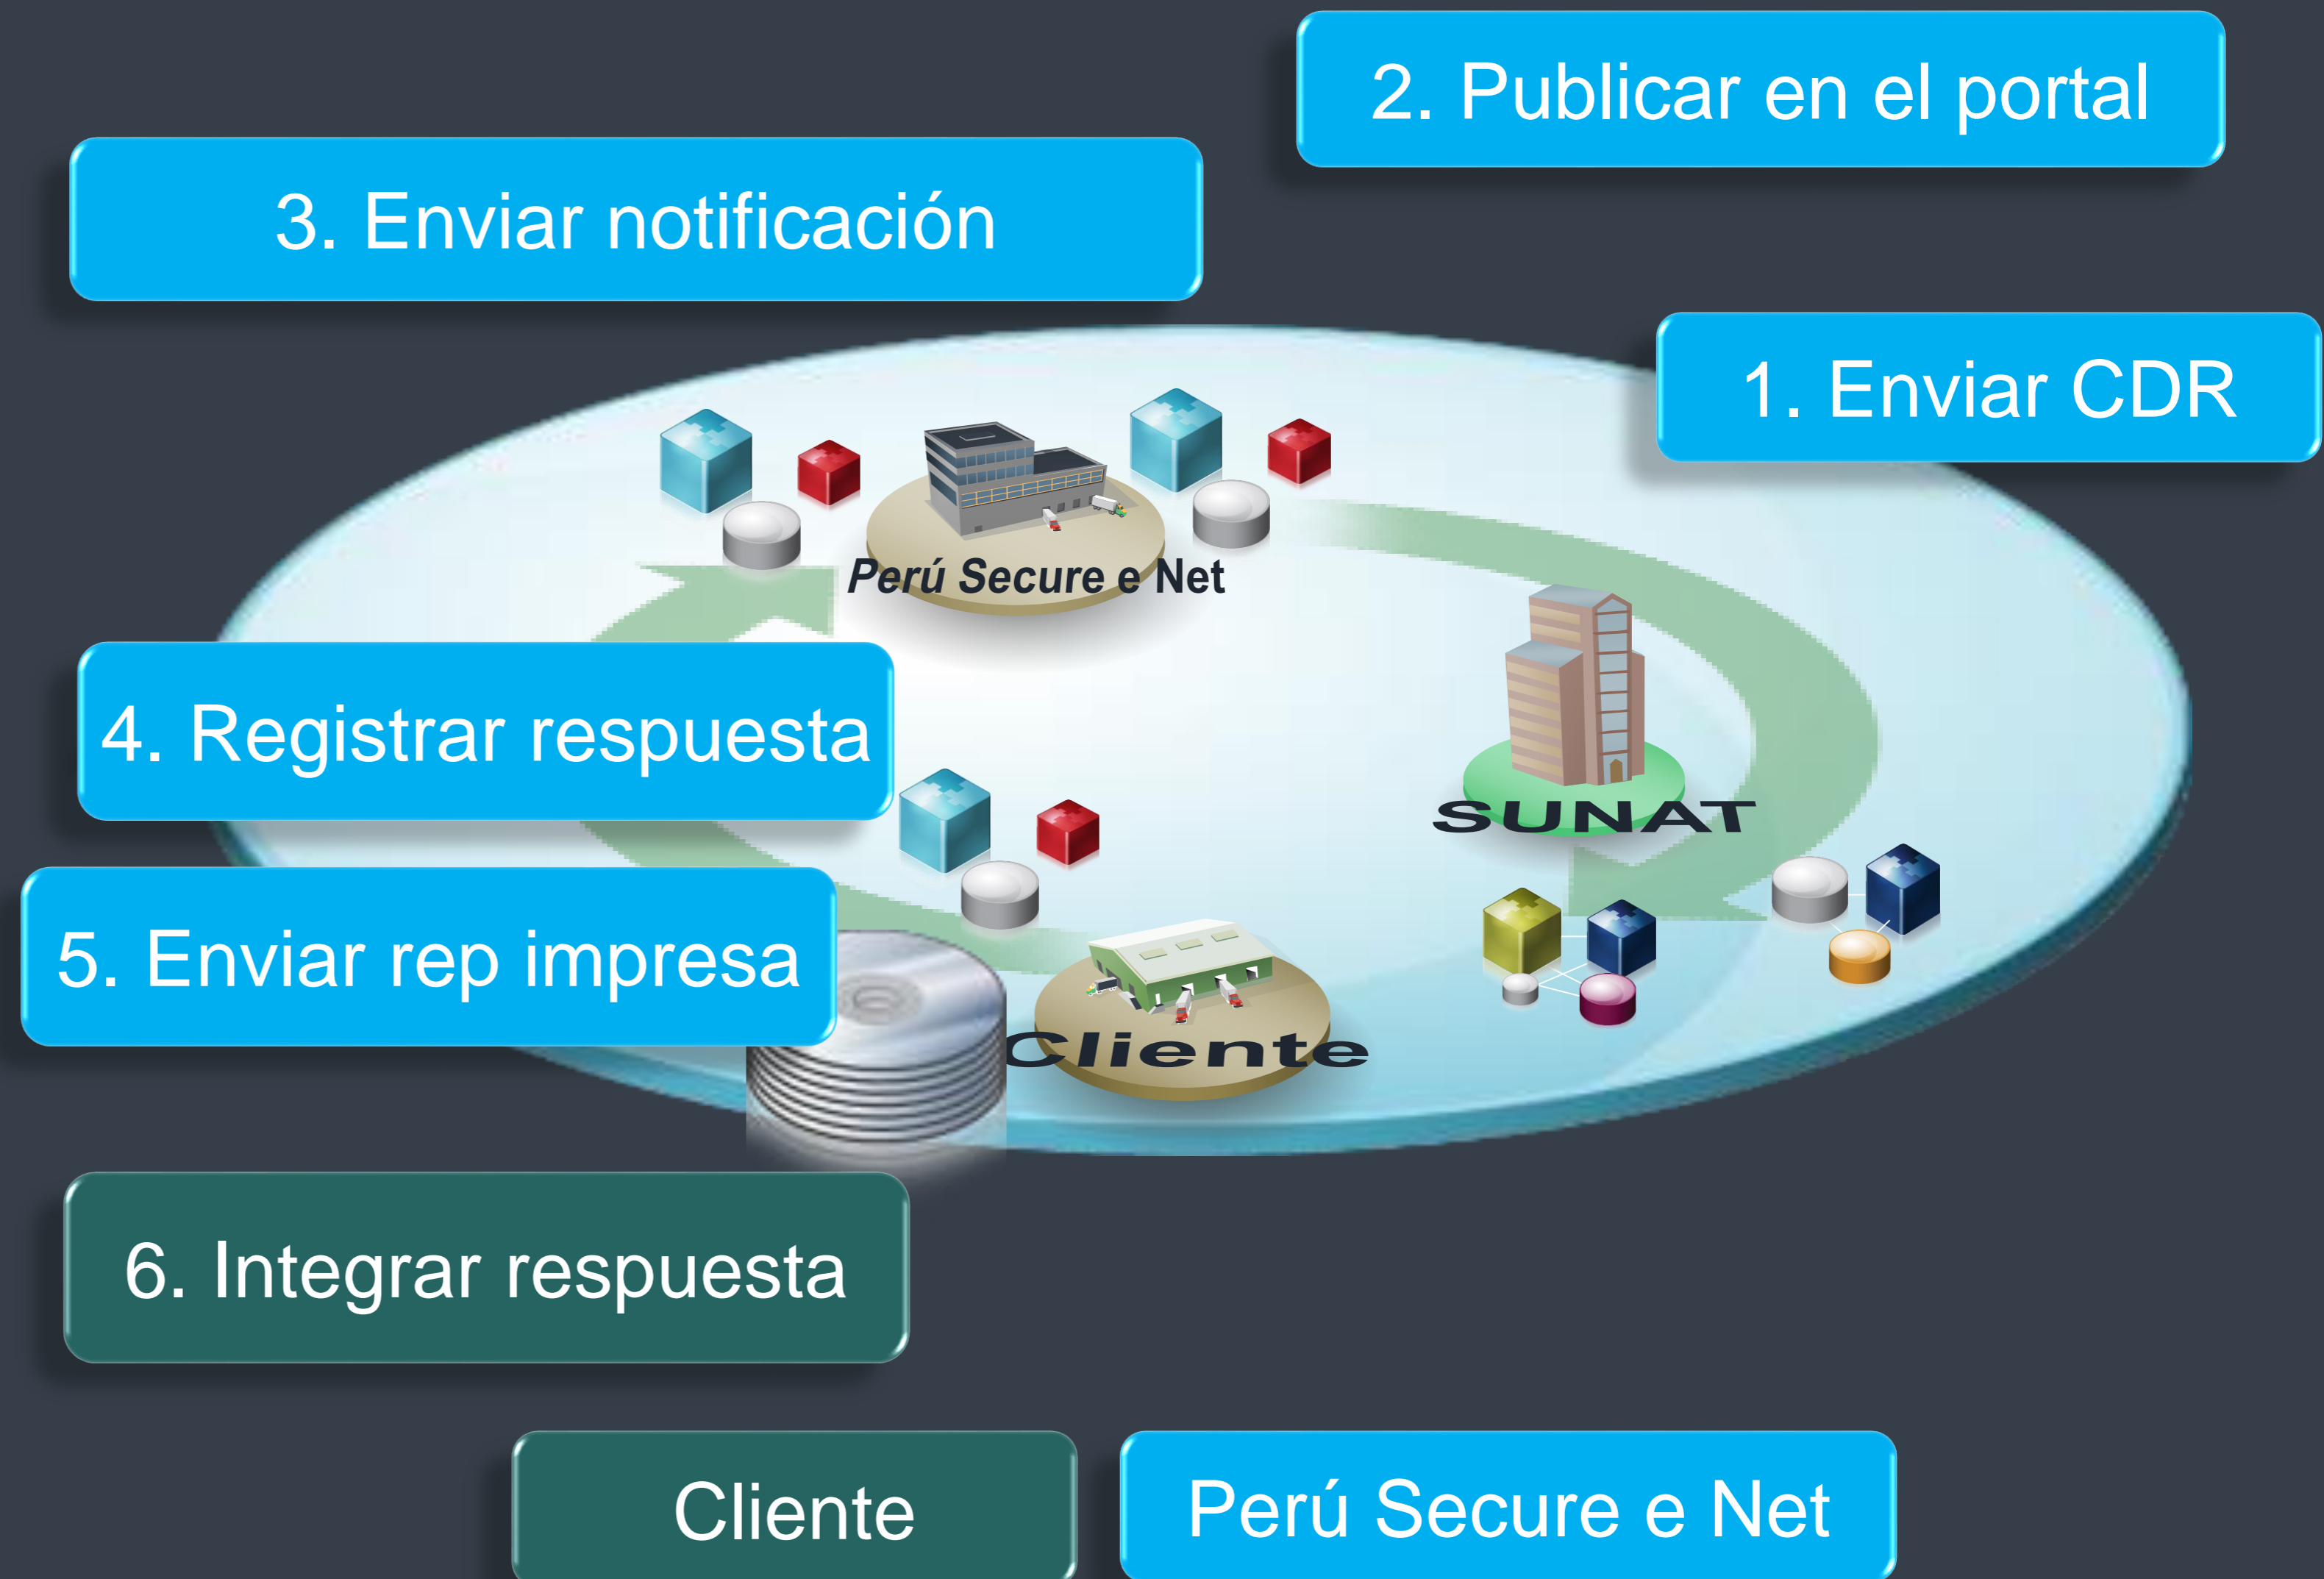 2. Publicar en el portal
3. Enviar notificación
1. Enviar CDR
Perú Secure e Net
4. Registrar respuesta
SUNAT
5. Enviar rep impresa
Cliente
6. Integrar respuesta
Cliente
Perú Secure e Net